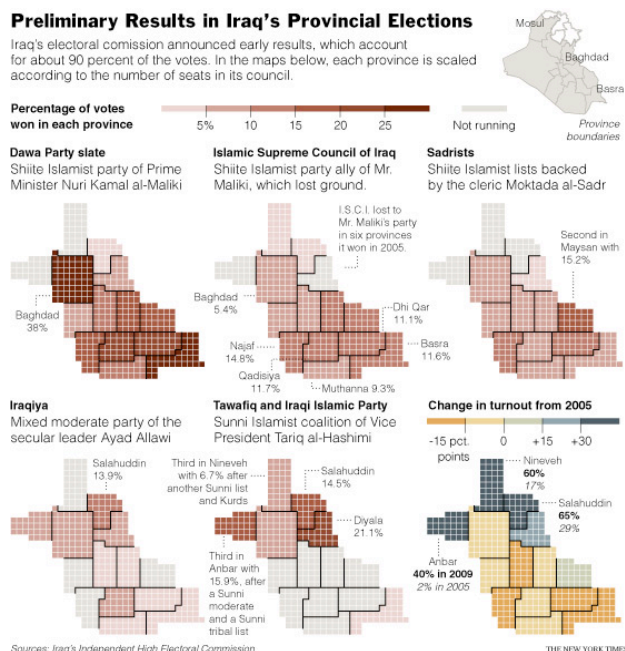 Preliminary Results in Iraq's Provincial Elections
Iraq's electoral comission announced early results, which account
for about 90 percent of the votes. In the maps below, each province is scaled
according to the number of seats in its council.
Mosul
Baghdad
Basra
Province
boundaries
Percentage of votes
won in each province
5% 10 15 20 25
Not running
Dawa Party slate
Shiite Islamist party of Prime
Minister Nuri Kamal al-Maliki
Baghdad
38%
Islamic Supreme Council of Iraq
Shiite Islamist party ally of Mr.
Maliki, which lost ground.
I.S.C.I. lost to
Mr. Maliki's party
in six provinces
it won in 2005.
Baghdad
5.4%
Dhi Qar
11.1%
Najaf
14.8%
Basra
11.6%
Qadisiya
11.7%
Muthanna 9.3%
Sadrists
Shiite Islamist lists backed
by the cleric Moktada al-Sadr
Second in
Maysan with
15.2%
Iraqiya
Mixed moderate party of the
secular leader Ayad Allawi
Salahuddin
13.9%
Tawafiq and Iraqi Islamic Party
Sunni Islamist coalition of Vice
President Tariq al-Hashimi
Third in Nineveh
with 6.7% after
another Sunni list
and Kurds
Salahuddin
14.5%
Diyala
21.1%
Third in
Anbar with
15.9%, after
a Sunni
moderate
and a Sunni
tribal list
Change in turnout from 2005
-15 pct.
points
0 +15 +30
Nineveh
60%
17%
Salahuddin
65%
29%
Anbar
40% in 2009
2% in 2005
Sources: Iraq's Independent High Electoral Commission
THE NEW YORK TIMES